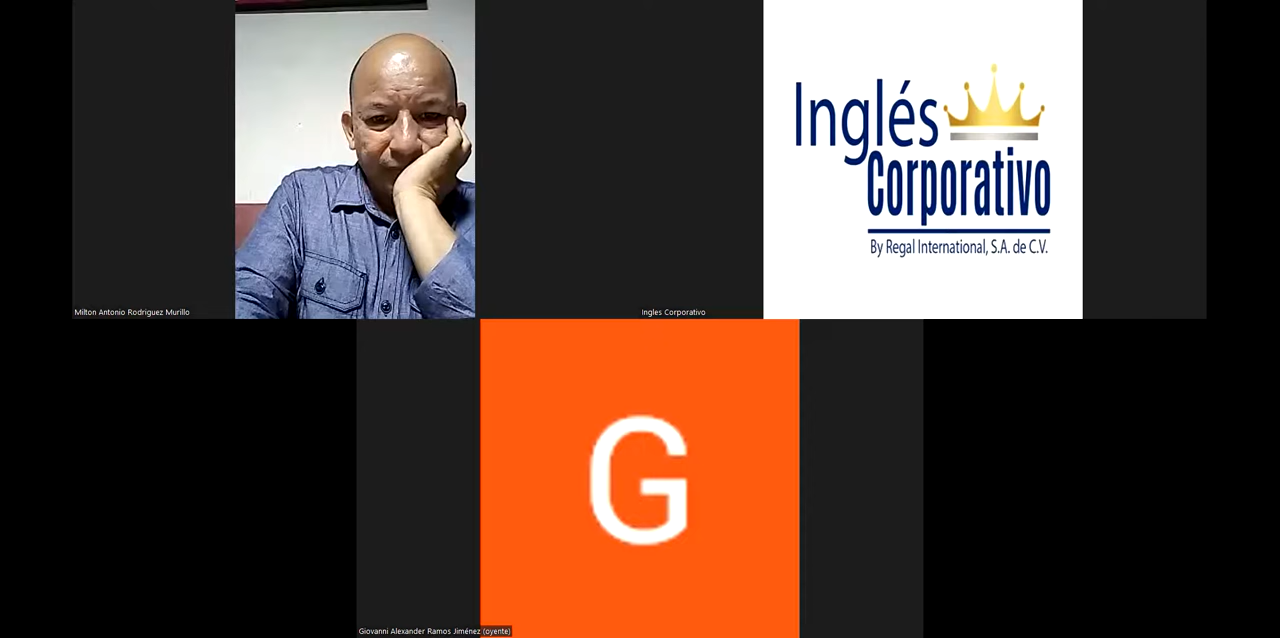 Inglés
Corporativo
By Regal International, S.A. de C.V.
Milton Antonio Rodriguez Murillo
Ingles Corporativo
G
Giovanni Alexander Ramos Jiménez (oyente)